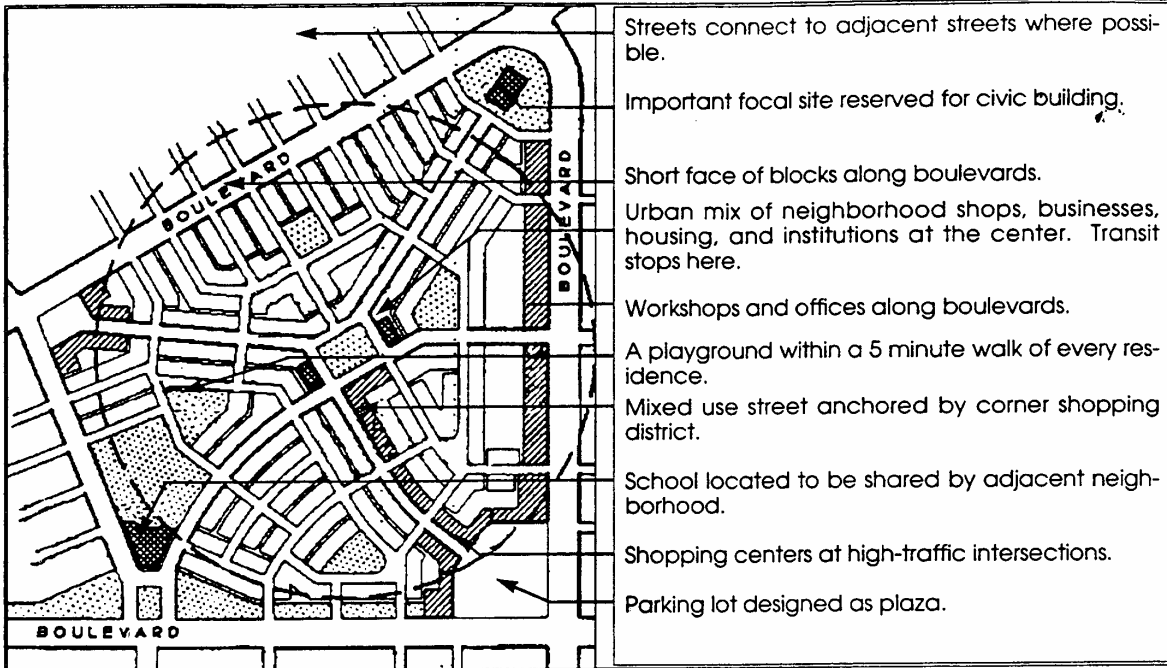 BOULEVARD
BOULEVARD
BOULEVARD
Streets connect to adjacent streets where possi-
ble.
Important focal site reserved for civic building.
Short face of blocks along boulevards.
Urban mix of neighborhood shops, businesses,
housing, and institutions at the center. Transit
stops here.
Workshops and offices along boulevards.
A playground within a 5 minute walk of every res-
idence.
Mixed use street anchored by corner shopping
district.
School located to be shared by adjacent neigh-
borhood.
Shopping centers at high-traffic intersections.
Parking lot designed as plaza.